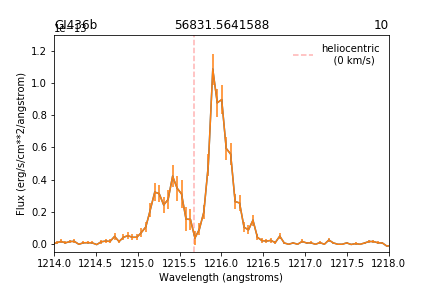 GJ436b 56831.5641588 10
1e−13
heliocentric
(0 km/s)
Flux (erg/s/cm**2/angstrom)
1.2
1.0
0.8
0.6
0.4
0.2
0.0
1214.0 1214.5 1215.0 1215.5 1216.0 1216.5 1217.0 1217.5 1218.0
Wavelength (angstroms)